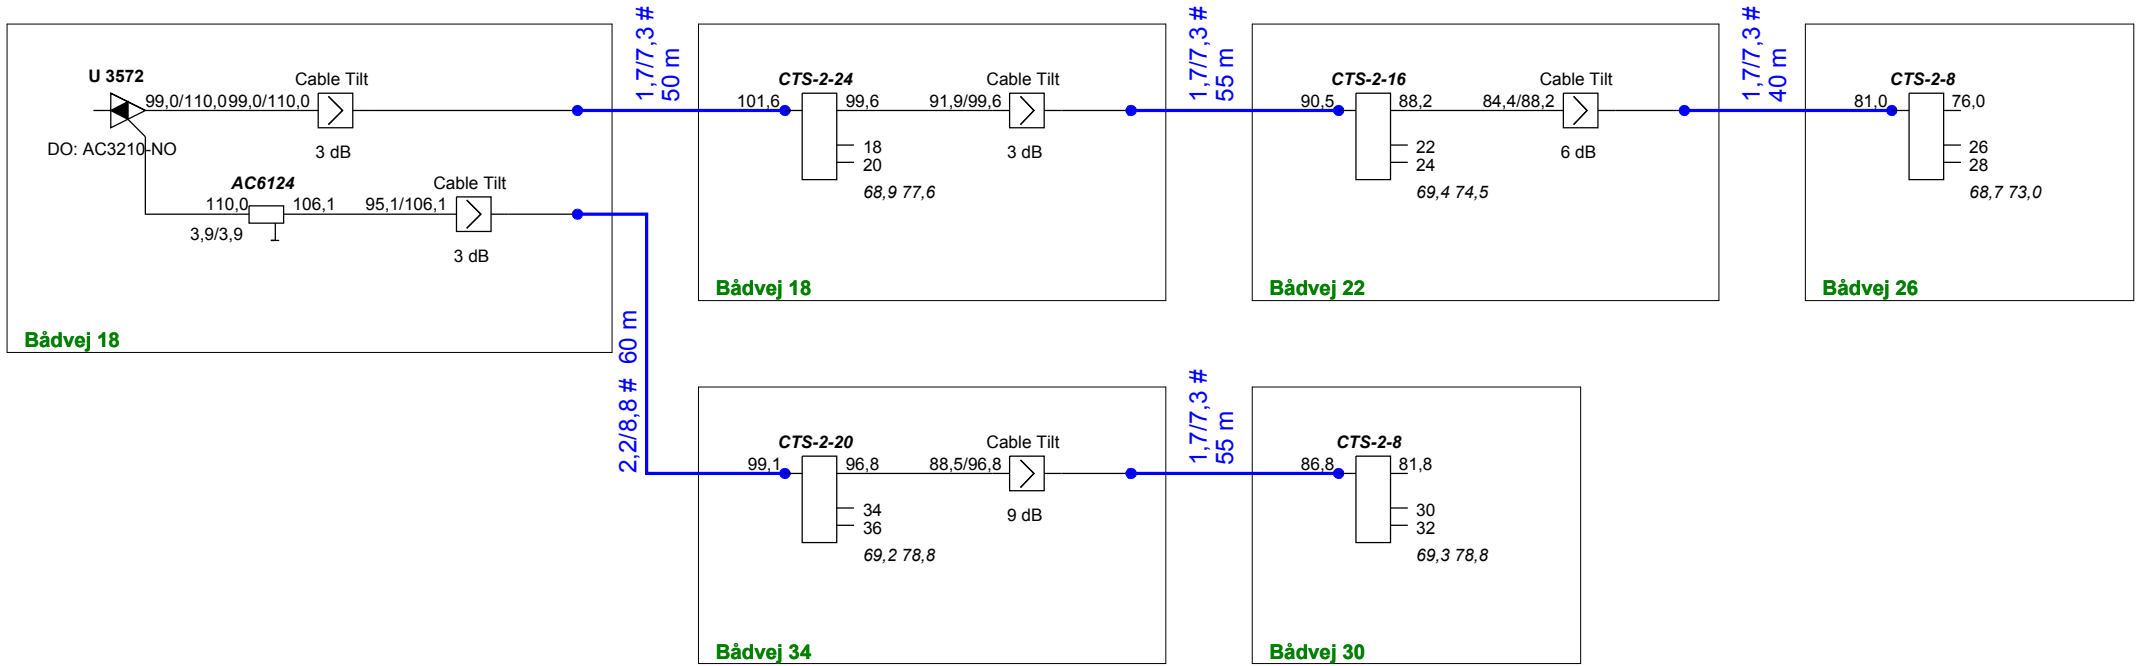 U 3572
99,0/110,0 99,0/110,0
Cable Tilt
3 dB
DO: AC3210-NO
AC6124
110,0
106,1
95,1/106,1
3,9/3,9
Cable Tilt
3 dB
Bådvej 18
1,7/7,3 #
50 m
CTS-2-24
101,6
99,6
91,9/99,6
Cable Tilt
3 dB
18
20
68,9 77,6
Bådvej 18
1,7/7,3 #
55 m
CTS-2-16
90,5
88,2
84,4/88,2
Cable Tilt
6 dB
22
24
69,4 74,5
Bådvej 22
1,7/7,3 #
40 m
CTS-2-8
81,0
76,0
26
28
68,7 73,0
Bådvej 26
2,2/8,8 # 60 m
CTS-2-20
99,1
96,8
88,5/96,8
Cable Tilt
9 dB
34
36
69,2 78,8
Bådvej 34
1,7/7,3 #
55 m
CTS-2-8
86,8
81,8
30
32
69,3 78,8
Bådvej 30